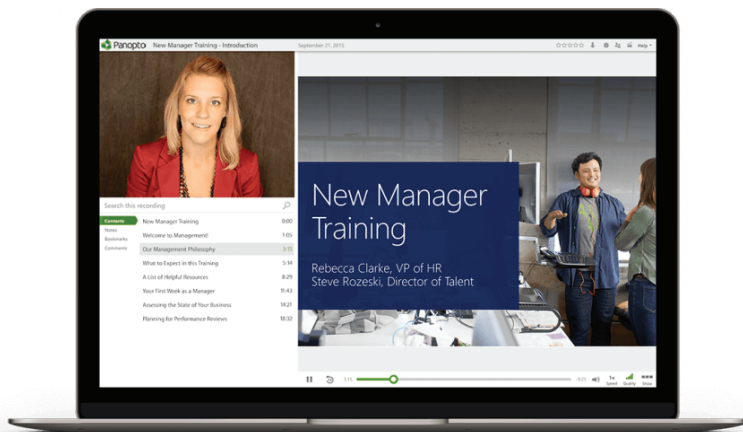 Panopto New Manager Training - Introduction
September 21, 2015
Help
Search this recording
Contents
Notes
Bookmarks
Comments
New Manager Training 0:00
Welcome to Management! 1:05
Our Management Philosophy 3:15
What to Expect in this Training 5:14
A List of Helpful Resources 8:29
Your First Week as a Manager 11:43
Assessing the State of Your Business 14:21
Planning for Performance Reviews 18:32
New Manager
Training
Rebecca Clarke, VP of HR
Steve Rozeski, Director of Talent
3:15
1x
Speed
Quality